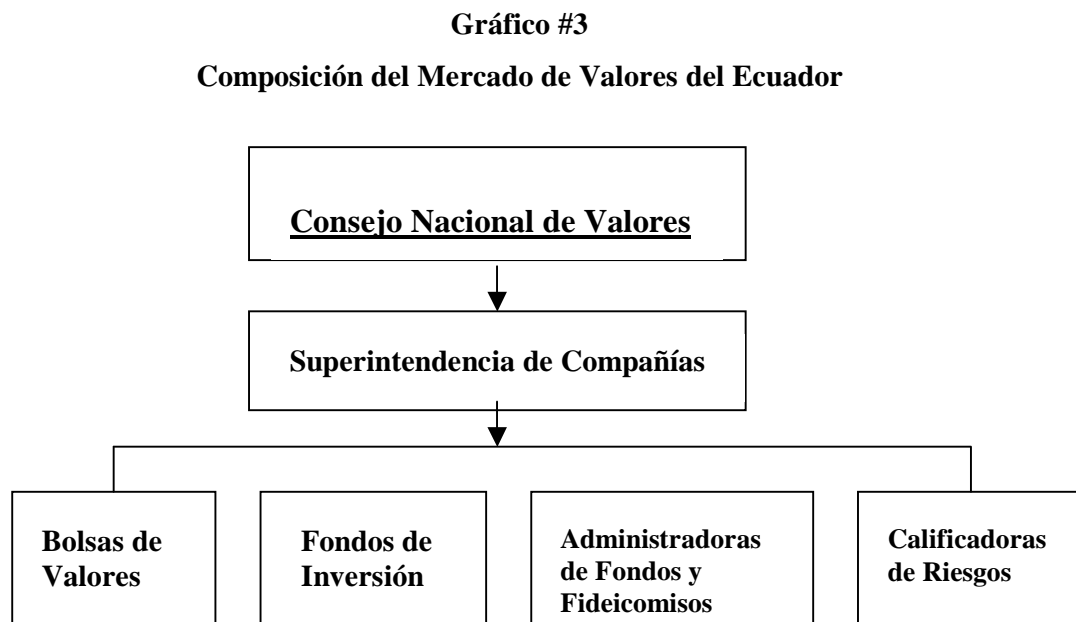 Gráfico #3
Composición del Mercado de Valores del Ecuador
Consejo Nacional de Valores
Superintendencia de Compañías
Bolsas de
Valores
Fondos de
Inversión
Administradoras
de Fondos y
Fideicomisos
Calificadoras
de Riesgos